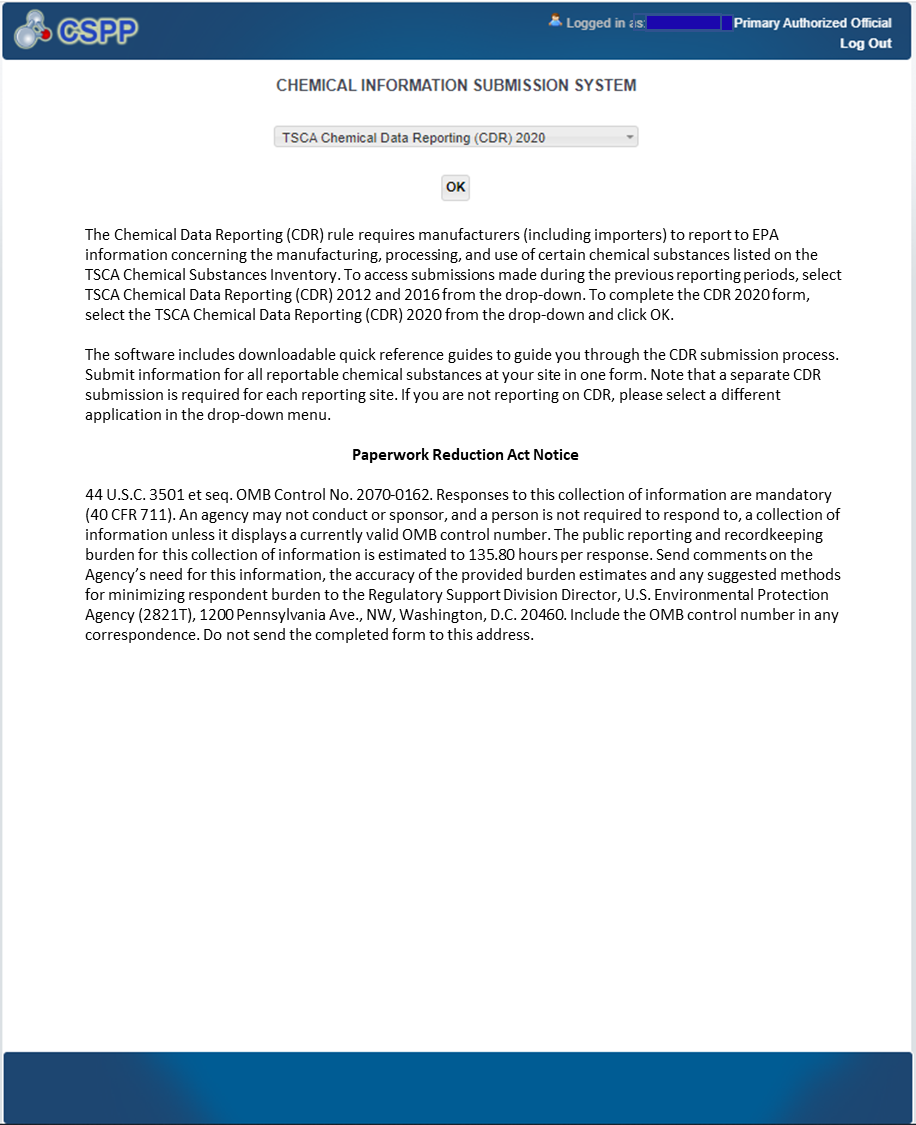 CSPP
Logged in as: Primary Authorized Official
Log Out
CHEMICAL INFORMATION SUBMISSION SYSTEM
TSCA Chemical Data Reporting (CDR) 2020
OK
The Chemical Data Reporting (CDR) rule requires manufacturers (including importers) to report to EPA
information concerning the manufacturing, processing, and use of certain chemical substances listed on the
TSCA Chemical Substances Inventory. To access submissions made during the previous reporting periods, select
TSCA Chemical Data Reporting (CDR) 2012 and 2016 from the drop-down. To complete the CDR 2020 form,
select the TSCA Chemical Data Reporting (CDR) 2020 from the drop-down and click OK.
The software includes downloadable quick reference guides to guide you through the CDR submission process.
Submit information for all reportable chemical substances at your site in one form. Note that a separate CDR
submission is required for each reporting site. If you are not reporting on CDR, please select a different
application in the drop-down menu.
Paperwork Reduction Act Notice
44 U.S.C. 3501 et seq. OMB Control No. 2070-0162. Responses to this collection of information are mandatory
(40 CFR 711). An agency may not conduct or sponsor, and a person is not required to respond to, a collection of
information unless it displays a currently valid OMB control number. The public reporting and recordkeeping
burden for this collection of information is estimated to 135.80 hours per response. Send comments on the
Agency’s need for this information, the accuracy of the provided burden estimates and any suggested methods
for minimizing respondent burden to the Regulatory Support Division Director, U.S. Environmental Protection
Agency (2821T), 1200 Pennsylvania Ave., NW, Washington, D.C. 20460. Include the OMB control number in any
correspondence. Do not send the completed form to this address.